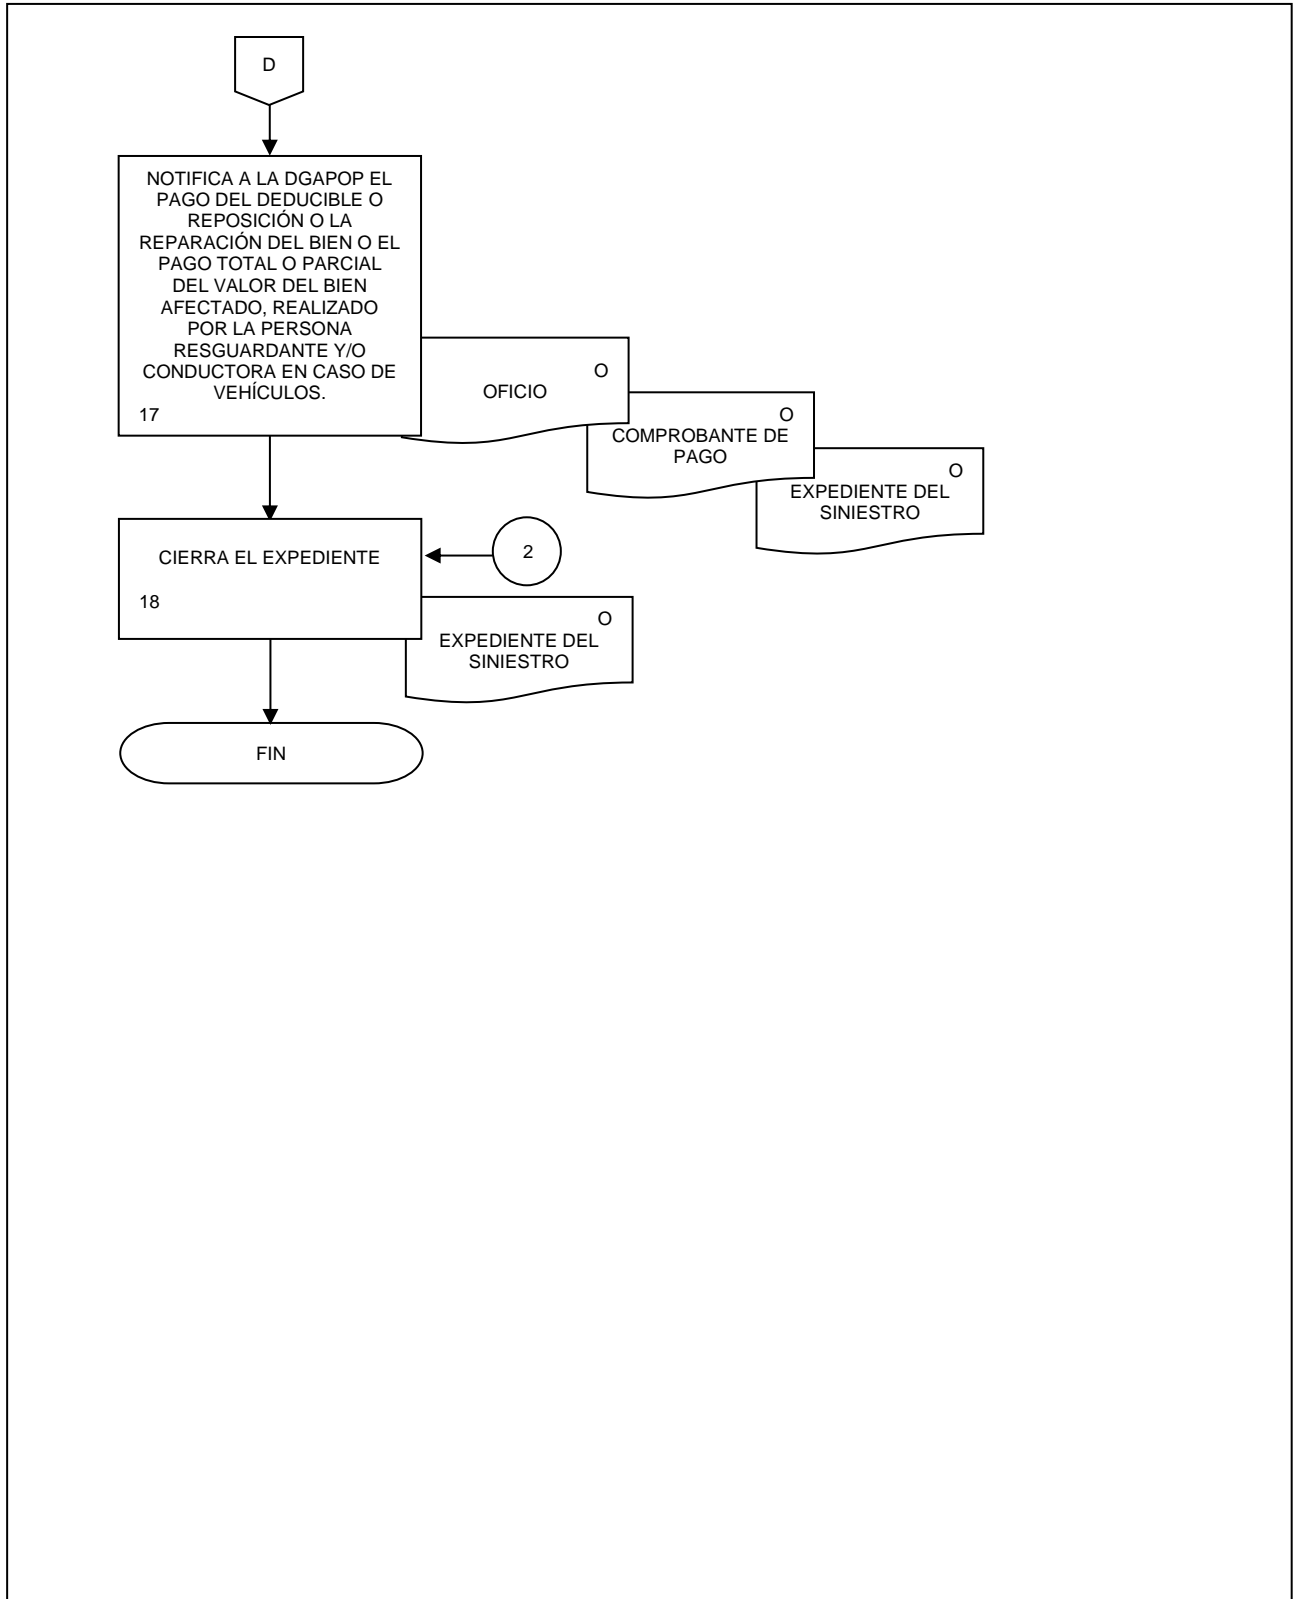 D
NOTIFICA A LA DGAPOP EL
PAGO DEL DEDUCIBLE O
REPOSICIÓN O LA
REPARACIÓN DEL BIEN O EL
PAGO TOTAL O PARCIAL
DEL VALOR DEL BIEN
AFECTADO, REALIZADO
POR LA PERSONA
RESGUARDANTE Y/O
CONDUCTORA EN CASO DE
VEHÍCULOS.
17
O
OFICIO
O
COMPROBANTE DE
PAGO
O
EXPEDIENTE DEL
SINIESTRO
CIERRA EL EXPEDIENTE
18
2
O
EXPEDIENTE DEL
SINIESTRO
FIN